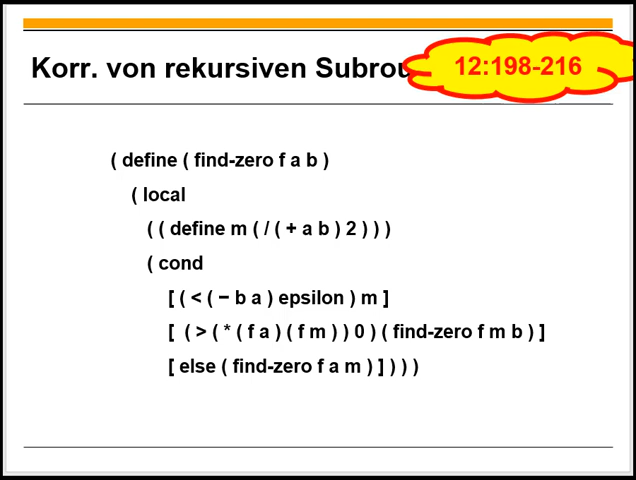 Korr. von rekursiven Subrou
12:198-216
( define ( find-zero f a b )
( local
( ( define m ( / ( + a b ) 2 ) ) )
( cond
[ ( < ( − b a ) epsilon ) m ]
[ ( > ( * ( f a ) ( f m ) ) 0 ) ( find-zero f m b ) ]
[ else ( find-zero f a m ) ] ) ) )